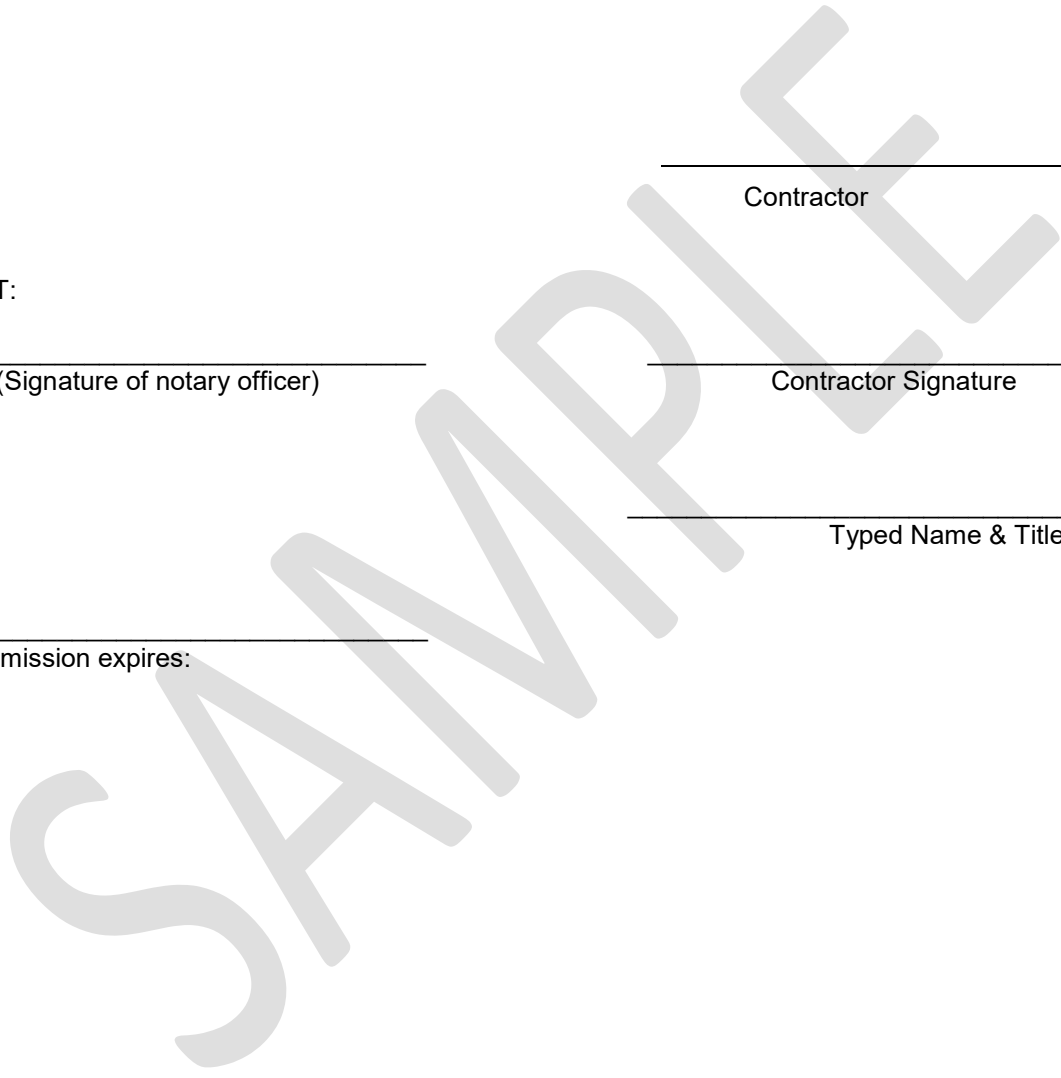 Contractor
T:
(Signature of notary officer)
Contractor Signature
Typed Name & Title
mission expires:
SAMPLE